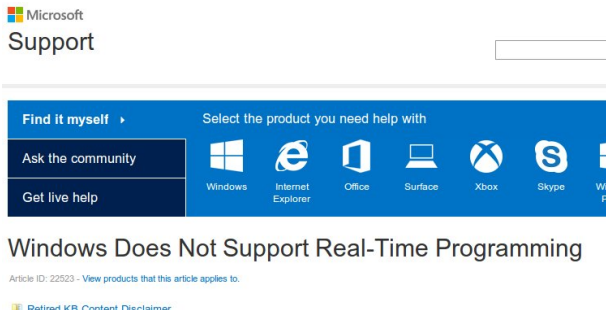 Microsoft
Support
Find it myself
Select the product you need help with
Ask the community
Get live help
Windows
Internet Explorer
Office
Surface
Xbox
Skype
Windows Does Not Support Real-Time Programming
Article ID: 22523 - View products that this article applies to.
Retired KB Content Disclaimer